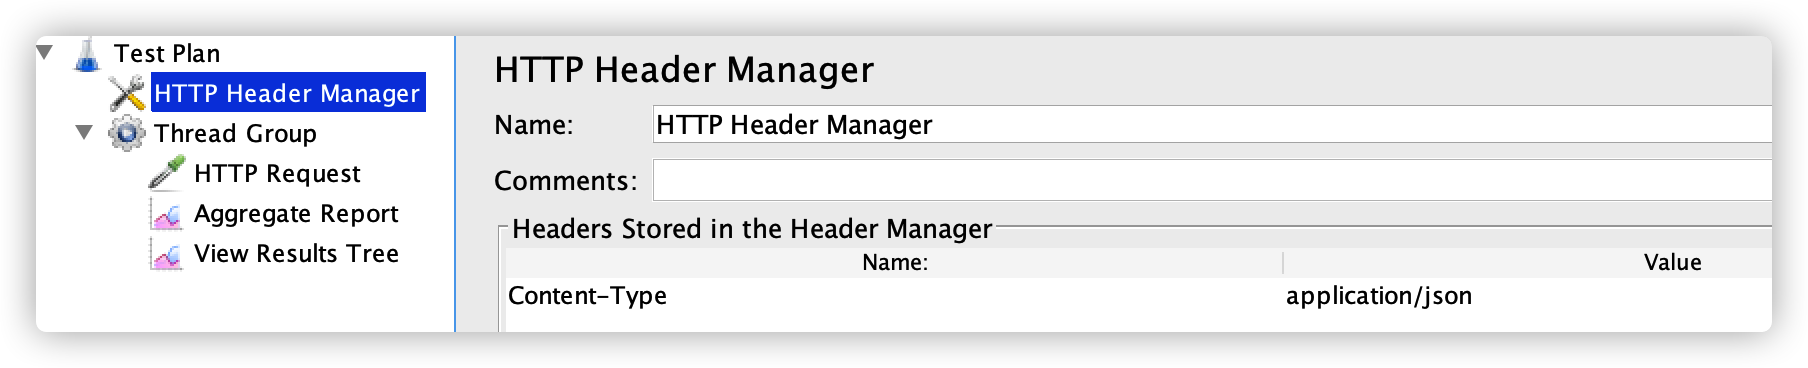 Test Plan
HTTP Header Manager
Thread Group
HTTP Request
Aggregate Report
View Results Tree
HTTP Header Manager
Name: HTTP Header Manager
Comments:
Headers Stored in the Header Manager
Name: Value
Content-Type application/json